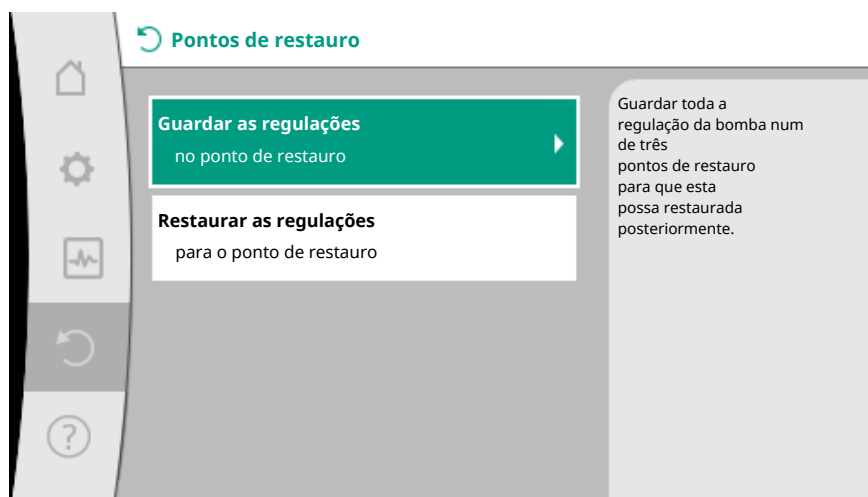 Pontos de restauro
Guardar as regulações
no ponto de restauro
Restaurar as regulações
para o ponto de restauro
Guardar toda a
regulação da bomba num
de três
pontos de restauro
para que esta
possa restaurada
posteriormente.
?